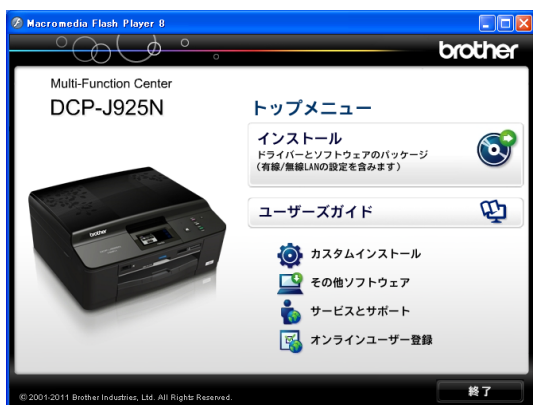 Macromedia Flash Player 8
brother
Multi-Function Center
DCP-J925N
トップメニュー
インストール
ドライバーとソフトウェアのパッケージ
(有線/無線LANの設定を含みます)
ユーザーズガイド
brother
カスタムインストール
その他ソフトウェア
サービスとサポート
オンラインユーザー登録
© 2001-2011 Brother Industries, Ltd. All Rights Reserved.
終了